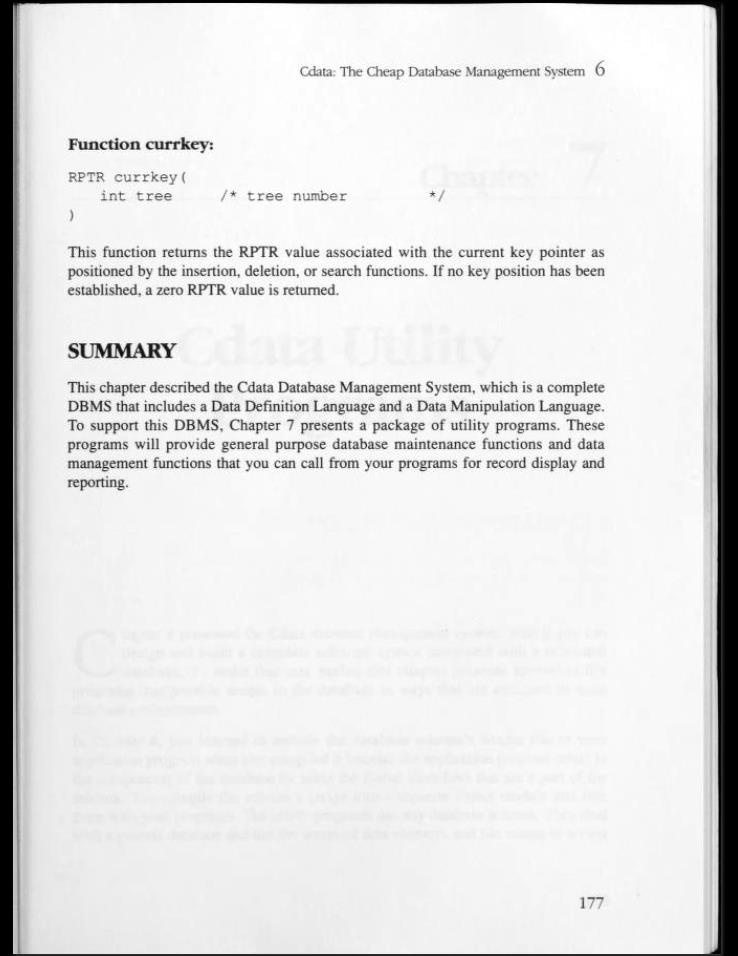 Cdata: The Cheap Database Management System 6
Function currkey:
RPTR currkey(
    int tree      /* tree number          */
)
This function returns the RPTR value associated with the current key pointer as
positioned by the insertion, deletion, or search functions. If no key position has been
established, a zero RPTR value is returned.
SUMMARY
This chapter described the Cdata Database Management System, which is a complete
DBMS that includes a Data Definition Language and a Data Manipulation Language.
To support this DBMS, Chapter 7 presents a package of utility programs. These
programs will provide general purpose database maintenance functions and data
management functions that you can call from your programs for record display and
reporting.
177